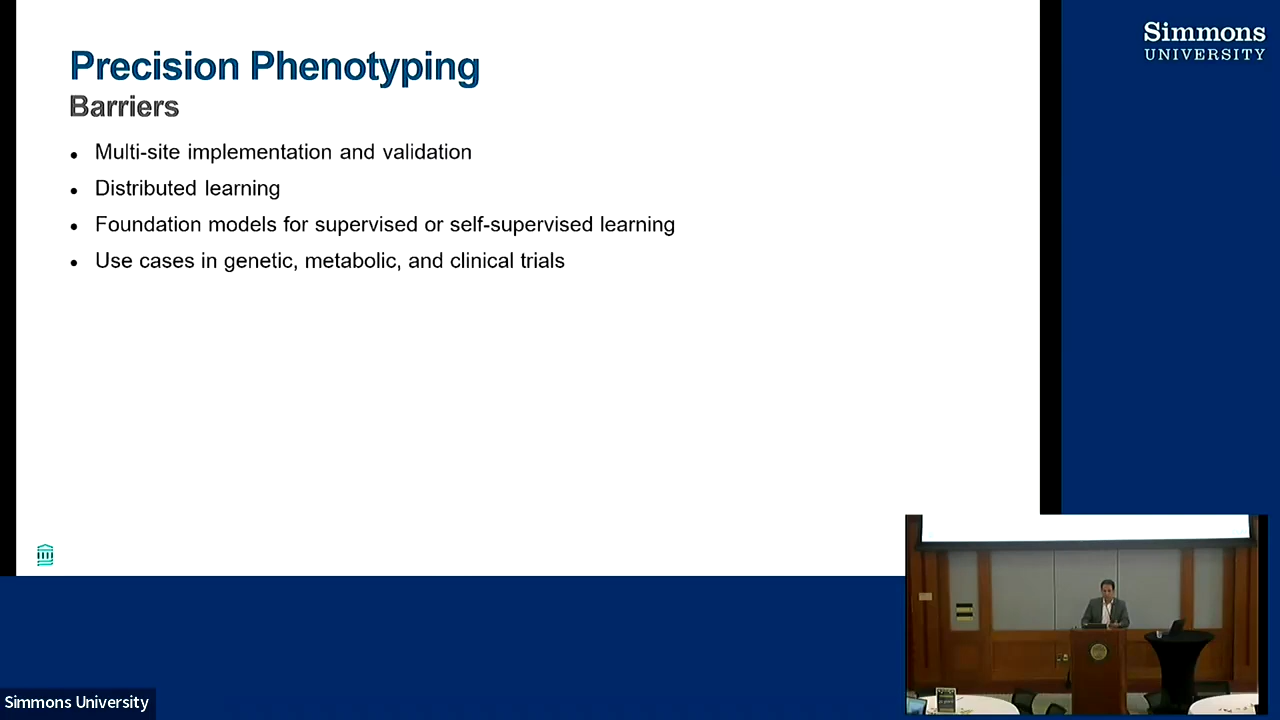 Precision Phenotyping
Barriers
• Multi-site implementation and validation
• Distributed learning
• Foundation models for supervised or self-supervised learning
• Use cases in genetic, metabolic, and clinical trials
Simmons
UNIVERSITY
Simmons University